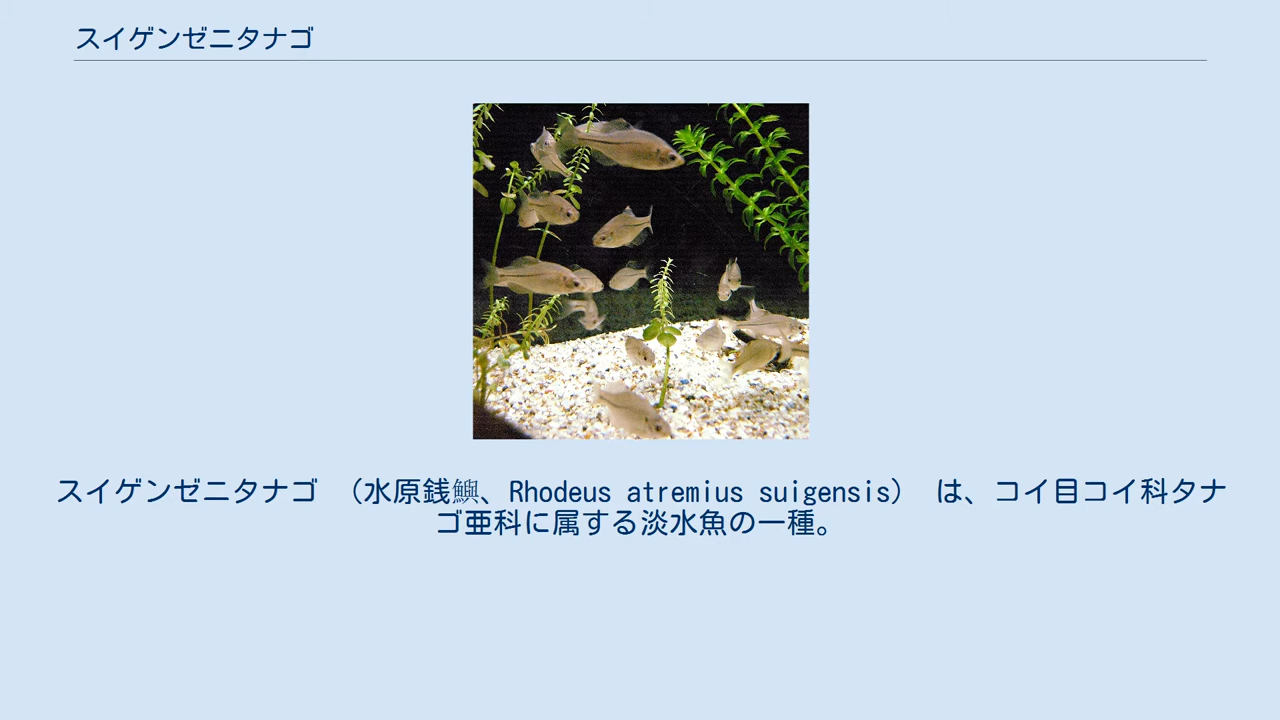 スイゲンゼニタナゴ
スイゲンゼニタナゴ （水原銭鱮、Rhodeus atremius suigensis） は、コイ目コイ科タナ
ゴ亜科に属する淡水魚の一種。